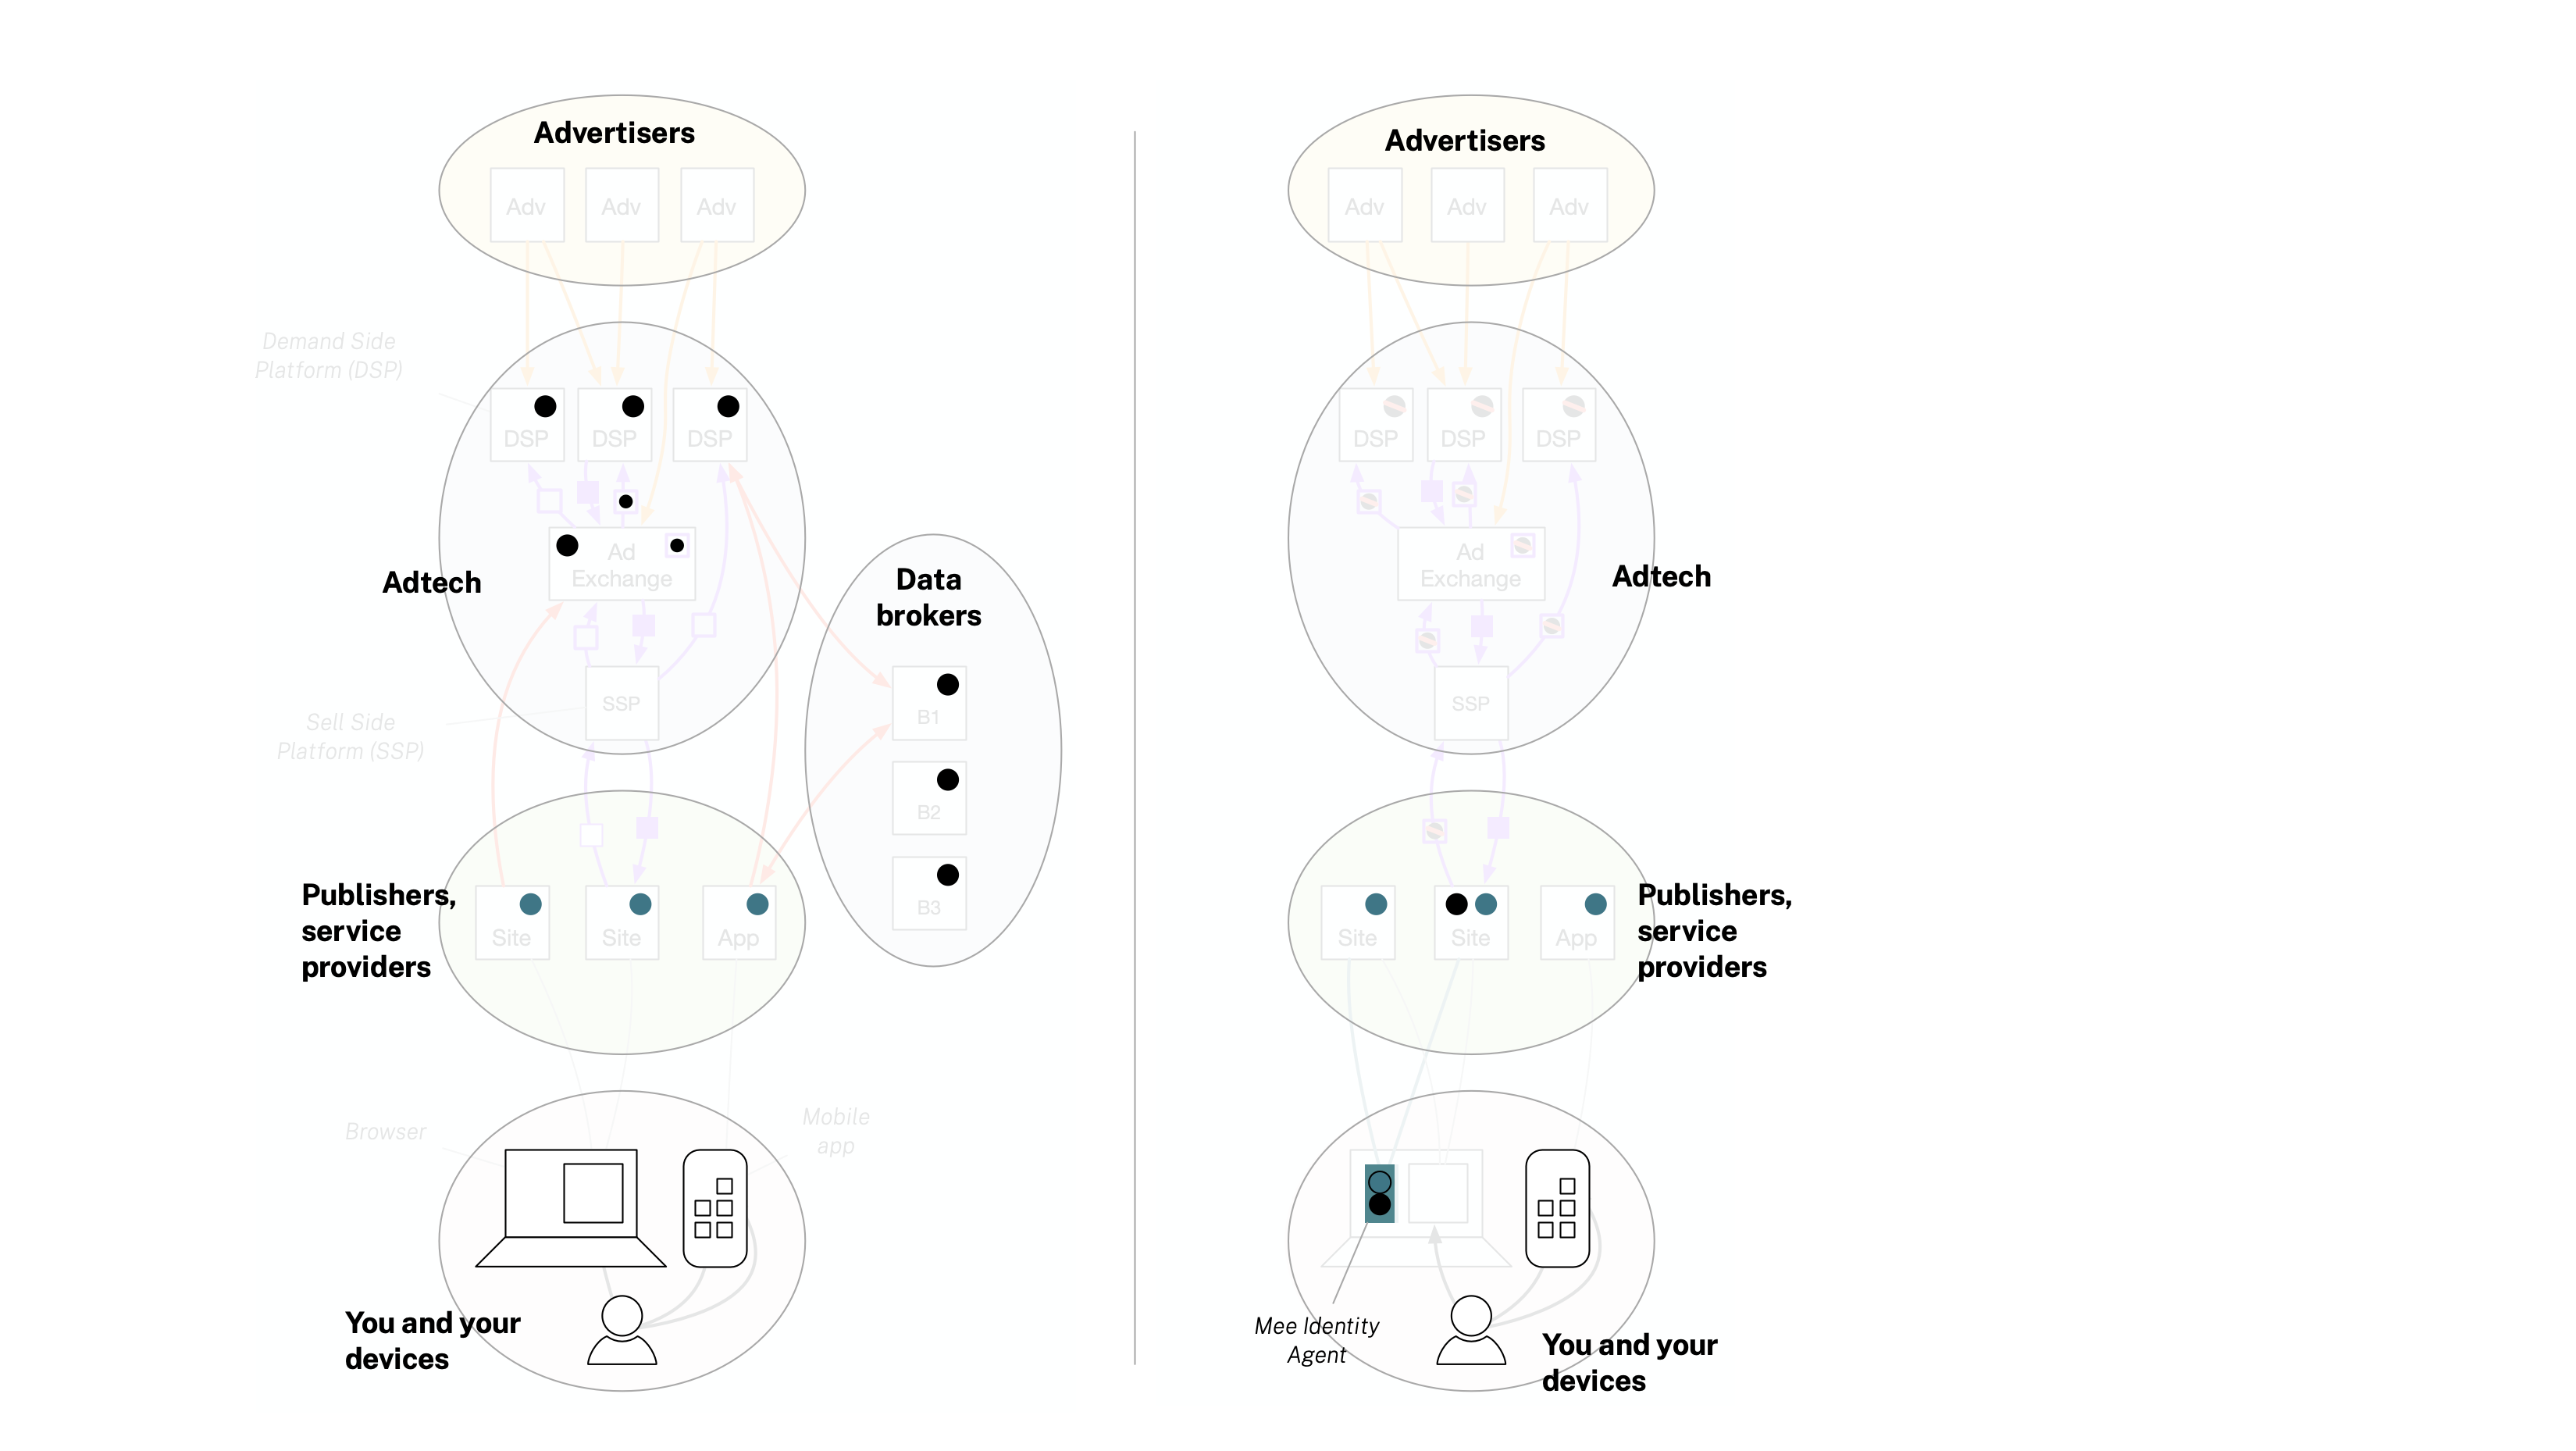 Advertisers
Adv Adv Adv
Demand Side
Platform (DSP)
DSP DSP DSP
Ad
Exchange
Adtech
Data
brokers
SSP
B1
Sell Side
Platform (SSP)
B2
Publishers,
service
providers
Site Site App
B3
Browser
Mobile
app
You and your
devices
Advertisers
Adv Adv Adv
DSP DSP DSP
Ad
Exchange
Adtech
SSP
Publishers,
service
providers
Site Site App
Mee Identity
Agent
You and your
devices